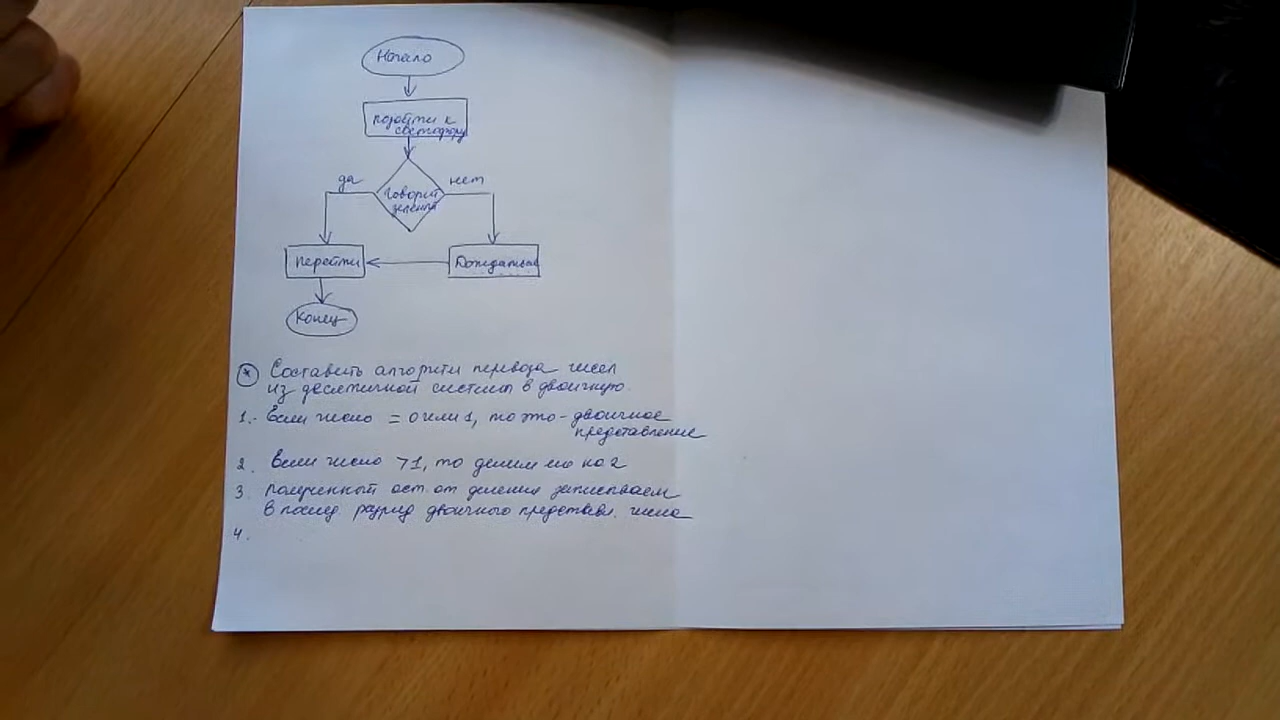 Начало
подойти к
светофору
да
нет
Говорит
зеленый
перейти
Дождаться
Конец
* Составить алгоритм перевода чисел
из десятичной системы в двоичную.
1. Если число = 0 или 1, то это - двоичное
представление
2. Если число >1, то делим его на 2
3. Полученный ост. от деления записываем
в послед разряд двоичного представл. числа
4.